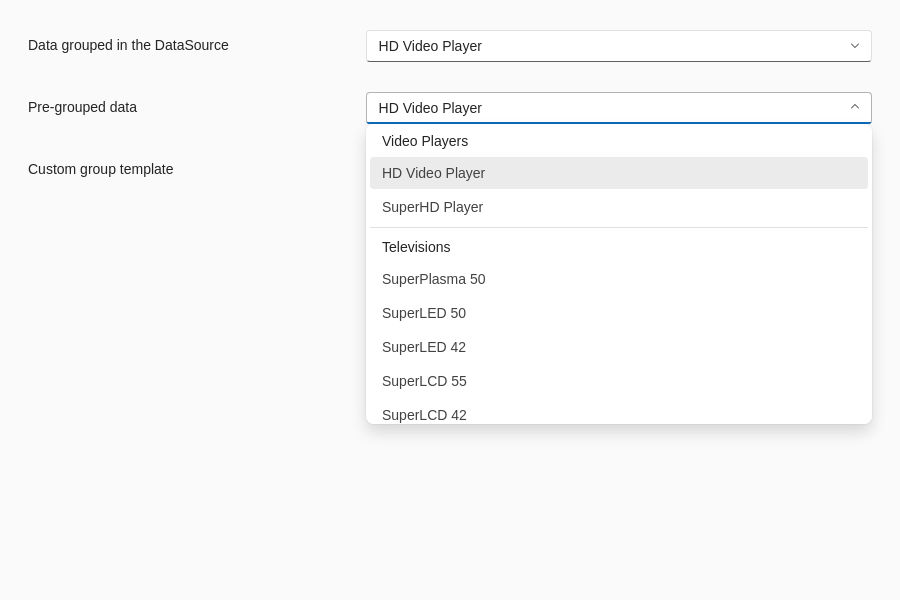 Data grouped in the DataSource
HD Video Player
Pre-grouped data
HD Video Player
Video Players
HD Video Player
Custom group template
SuperHD Player
Televisions
SuperPlasma 50
SuperLED 50
SuperLED 42
SuperLCD 55
SuperLCD 42